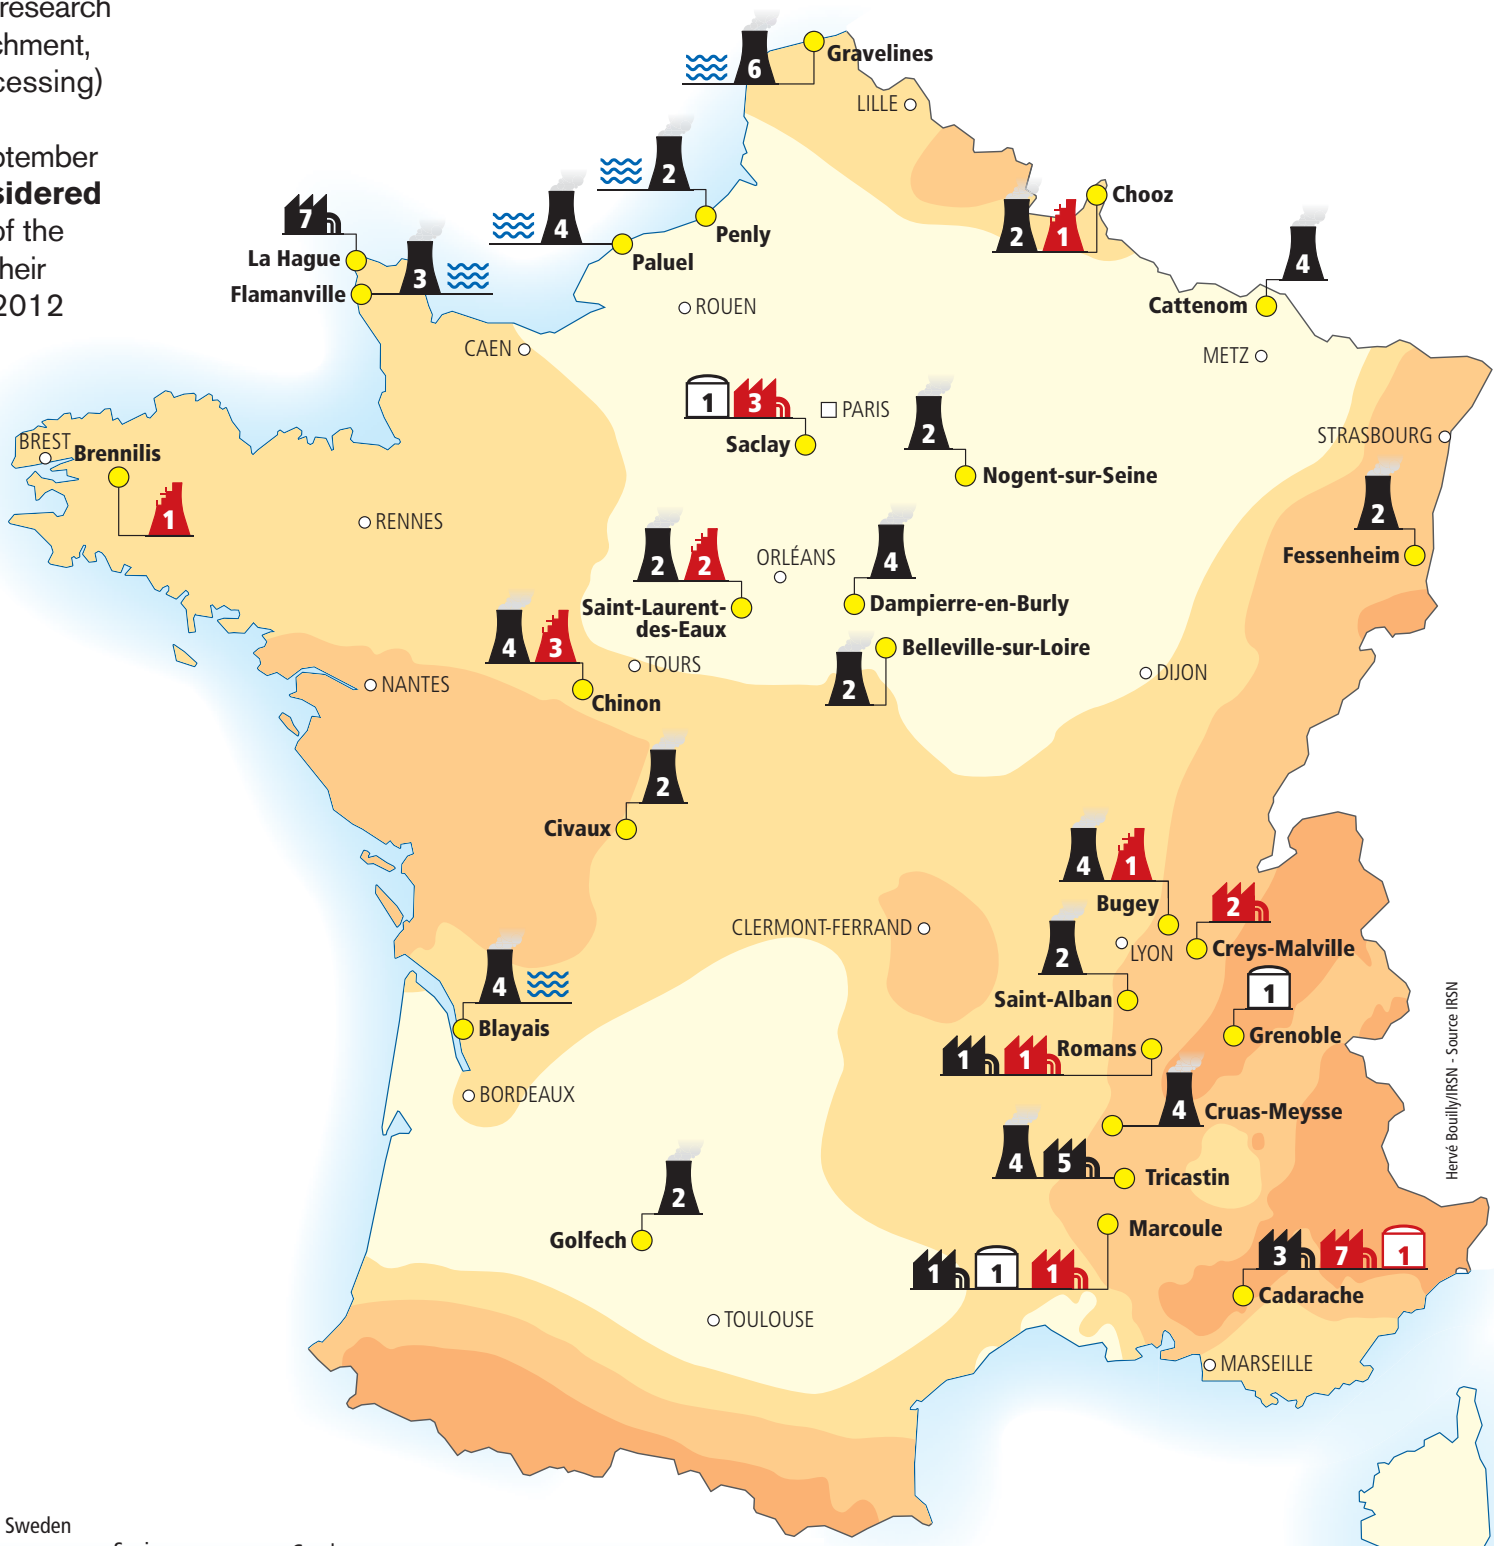 research
chment,
cessing)
ptember
sidered
of the
heir
2012
6
Gravelines
LILLE
2
Penly
4
Paluel
7
La Hague
3
Flamanville
2
1
Chooz
4
Cattenom
ROUEN
CAEN
METZ
1
3
PARIS
Saclay
2
Nogent-sur-Seine
STRASBOURG
BREST
Brennilis
1
RENNES
2
Fessenheim
2
2
ORLÉANS
4
Saint-Laurent-
des-Eaux
Dampierre-en-Burly
4
3
TOURS
Belleville-sur-Loire
2
DIJON
NANTES
Chinon
2
Civaux
4
1
Bugey
2
CLERMONT-FERRAND
LYON
Creys-Malville
2
Saint-Alban
1
Grenoble
4
Blayais
1
1
Romans
BORDEAUX
4
Cruas-Meysse
4
5
Tricastin
2
Golfech
Marcoule
1
1
1
3
7
1
Cadarache
TOULOUSE
MARSEILLE
Hervé Bouilly/IRSN - Source IRSN
Sweden